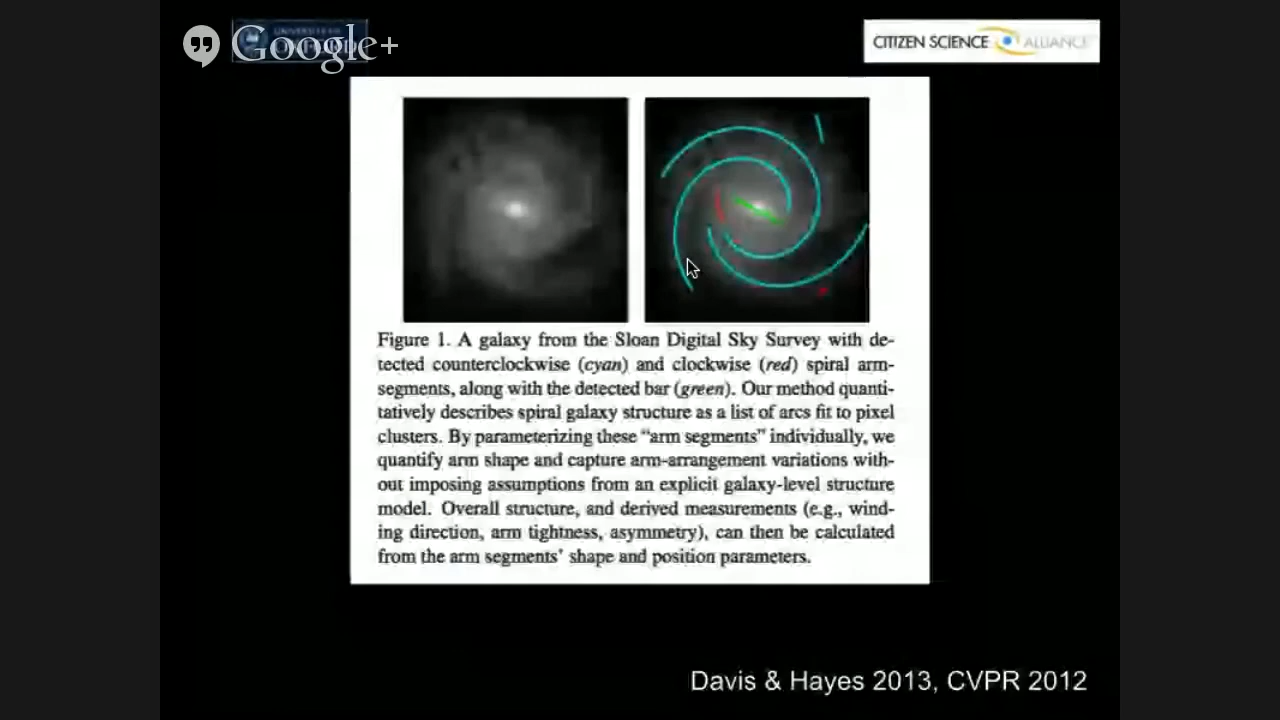 Google+
CITIZEN SCIENCE ALLIANCE
Figure 1. A galaxy from the Sloan Digital Sky Survey with de-
tected counterclockwise (cyan) and clockwise (red) spiral arm-
segments, along with the detected bar (green). Our method quanti-
tatively describes spiral galaxy structure as a list of arcs fit to pixel
clusters. By parameterizing these “arm segments” individually, we
quantify arm shape and capture arm-arrangement variations with-
out imposing assumptions from an explicit galaxy-level structure
model. Overall structure, and derived measurements (e.g., wind-
ing direction, arm tightness, asymmetry), can then be calculated
from the arm segments’ shape and position parameters.
Davis & Hayes 2013, CVPR 2012